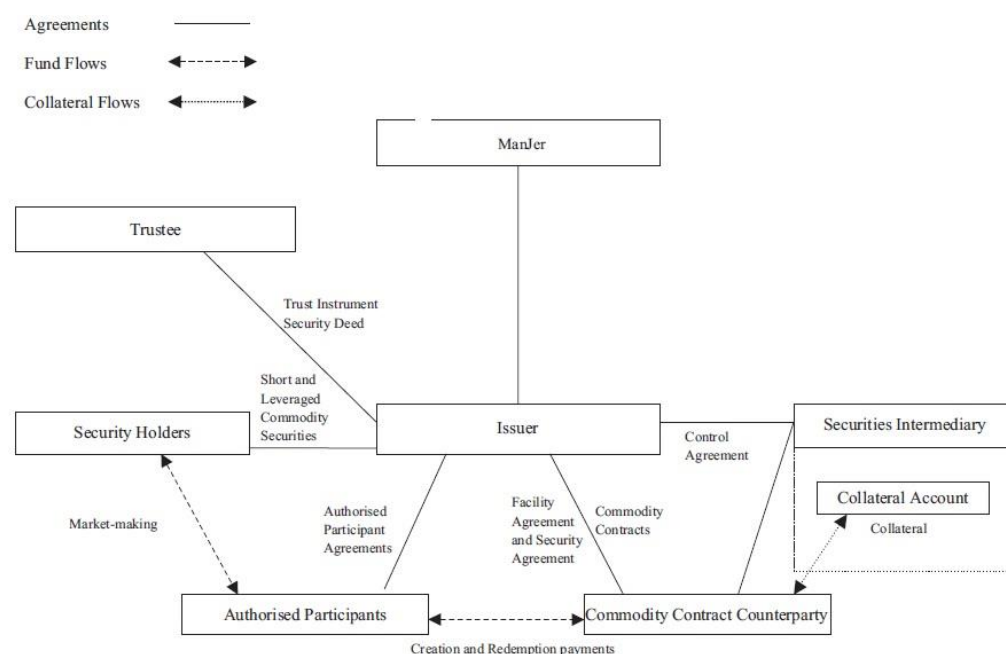 Agreements
Fund Flows
Collateral Flows
ManJer
Trustee
Trust Instrument
Security Deed
Short and
Leveraged
Commodity
Securities
Security Holders
Issuer
Securities Intermediary
Control
Agreement
Collateral Account
Collateral
Market-making
Authorised
Participant
Agreements
Facility
Agreement
and Security
Agreement
Commodity
Contracts
Authorised Participants
Commodity Contract Counterparty
Creation and Redemption payments